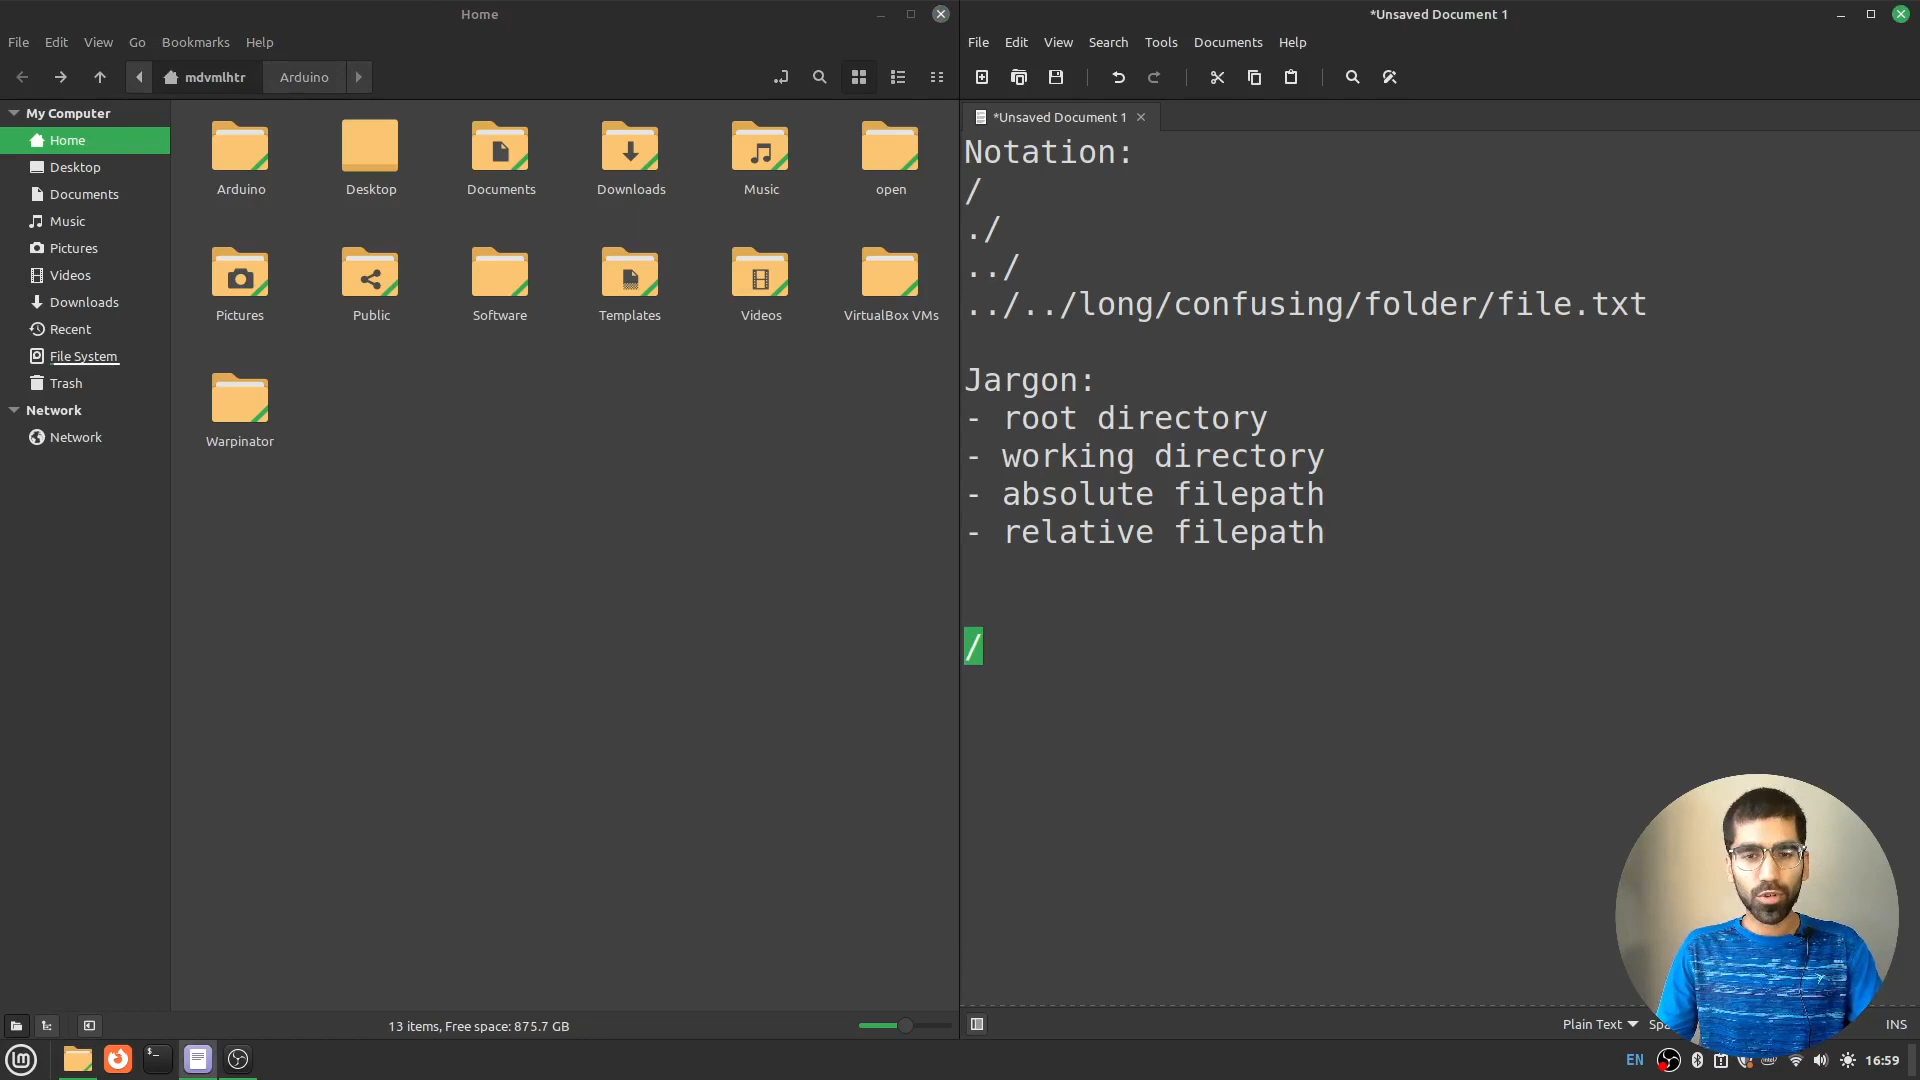 Home
File Edit View Go Bookmarks Help
mdvmlhtr Arduino
My Computer
Home
Desktop
Documents
Music
Pictures
Videos
Downloads
Recent
File System
Trash
Network
Network
Arduino Desktop Documents Downloads Music open
Pictures Public Software Templates Videos VirtualBox VMs
Warpinator
13 items, Free space: 875.7 GB
*Unsaved Document 1
File Edit View Search Tools Documents Help
*Unsaved Document 1
Notation:
/
./
../
../../long/confusing/folder/file.txt
Jargon:
- root directory
- working directory
- absolute filepath
- relative filepath
/
Plain Text INS
EN 16:59